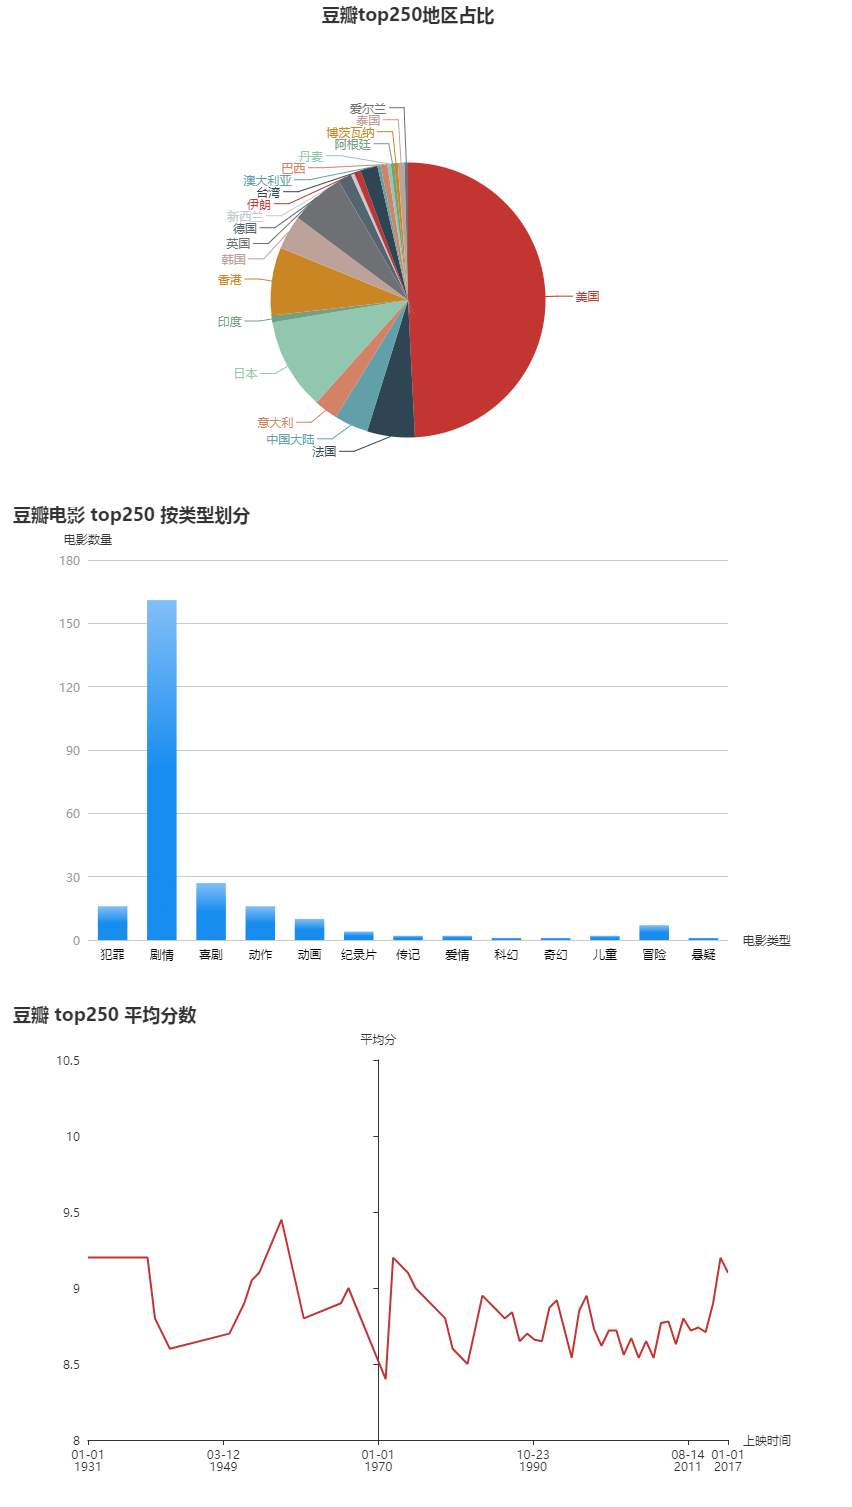 豆瓣top250地区占比
爱尔兰
泰国
博茨瓦纳
阿根廷
丹麦
巴西
澳大利亚
台湾
伊朗
新西兰
德国
英国
韩国
香港
印度
日本
意大利
中国大陆
法国
美国
豆瓣电影 top250 按类型划分
电影数量
180
150
120
90
60
30
0
犯罪 剧情 喜剧 动作 动画 纪录片 传记 爱情 科幻 奇幻 儿童 冒险 悬疑
电影类型
豆瓣 top250 平均分数
平均分
10.5
10
9.5
9
8.5
8
01-01 03-12 01-01 10-23 08-14 01-01
1931 1949 1970 1990 2011 2017
上映时间